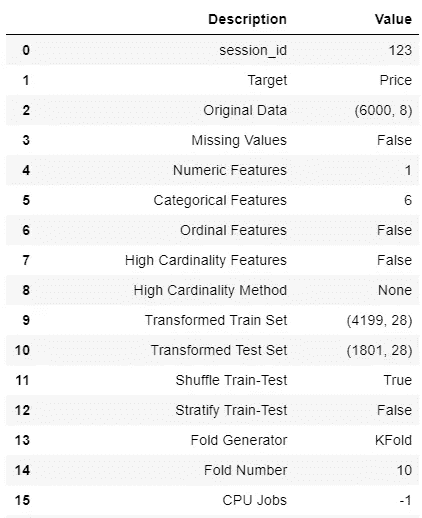 Description Value
0 session_id 123
1 Target Price
2 Original Data (6000, 8)
3 Missing Values False
4 Numeric Features 1
5 Categorical Features 6
6 Ordinal Features False
7 High Cardinality Features False
8 High Cardinality Method None
9 Transformed Train Set (4199, 28)
10 Transformed Test Set (1801, 28)
11 Shuffle Train-Test True
12 Stratify Train-Test False
13 Fold Generator KFold
14 Fold Number 10
15 CPU Jobs -1